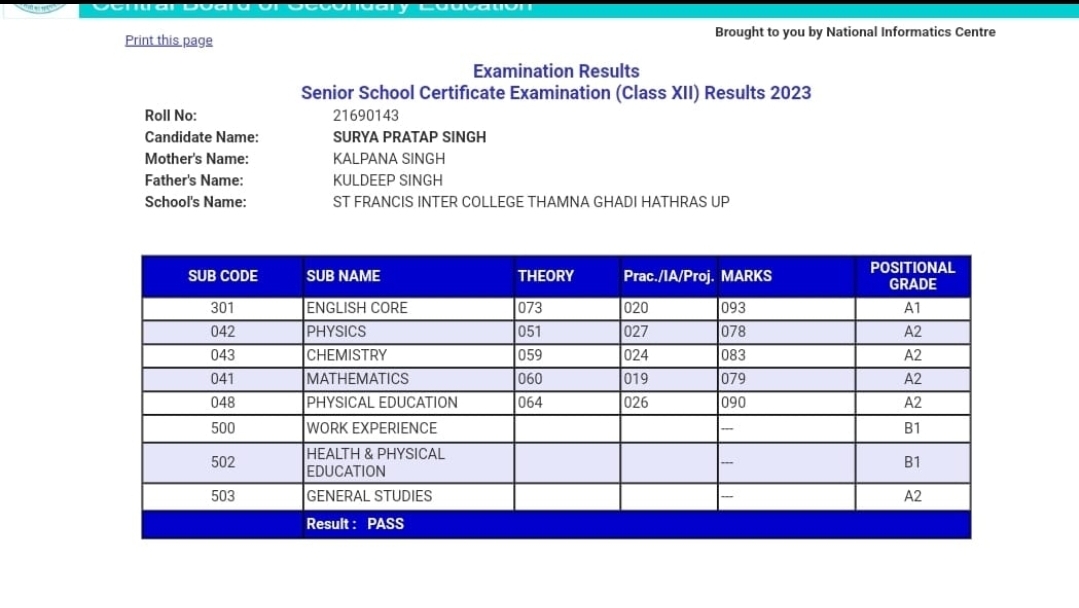 Central Board of Secondary Education
Print this page
Brought to you by National Informatics Centre
Examination Results
Senior School Certificate Examination (Class XII) Results 2023
Roll No: 21690143
Candidate Name: SURYA PRATAP SINGH
Mother's Name: KALPANA SINGH
Father's Name: KULDEEP SINGH
School's Name: ST FRANCIS INTER COLLEGE THAMNA GHADI HATHRAS UP
SUB CODE SUB NAME THEORY Prac./IA/Proj. MARKS POSITIONAL GRADE
301 ENGLISH CORE 073 020 093 A1
042 PHYSICS 051 027 078 A2
043 CHEMISTRY 059 024 083 A2
041 MATHEMATICS 060 019 079 A2
048 PHYSICAL EDUCATION 064 026 090 A2
500 WORK EXPERIENCE --- B1
502 HEALTH & PHYSICAL EDUCATION --- B1
503 GENERAL STUDIES --- A2
Result : PASS